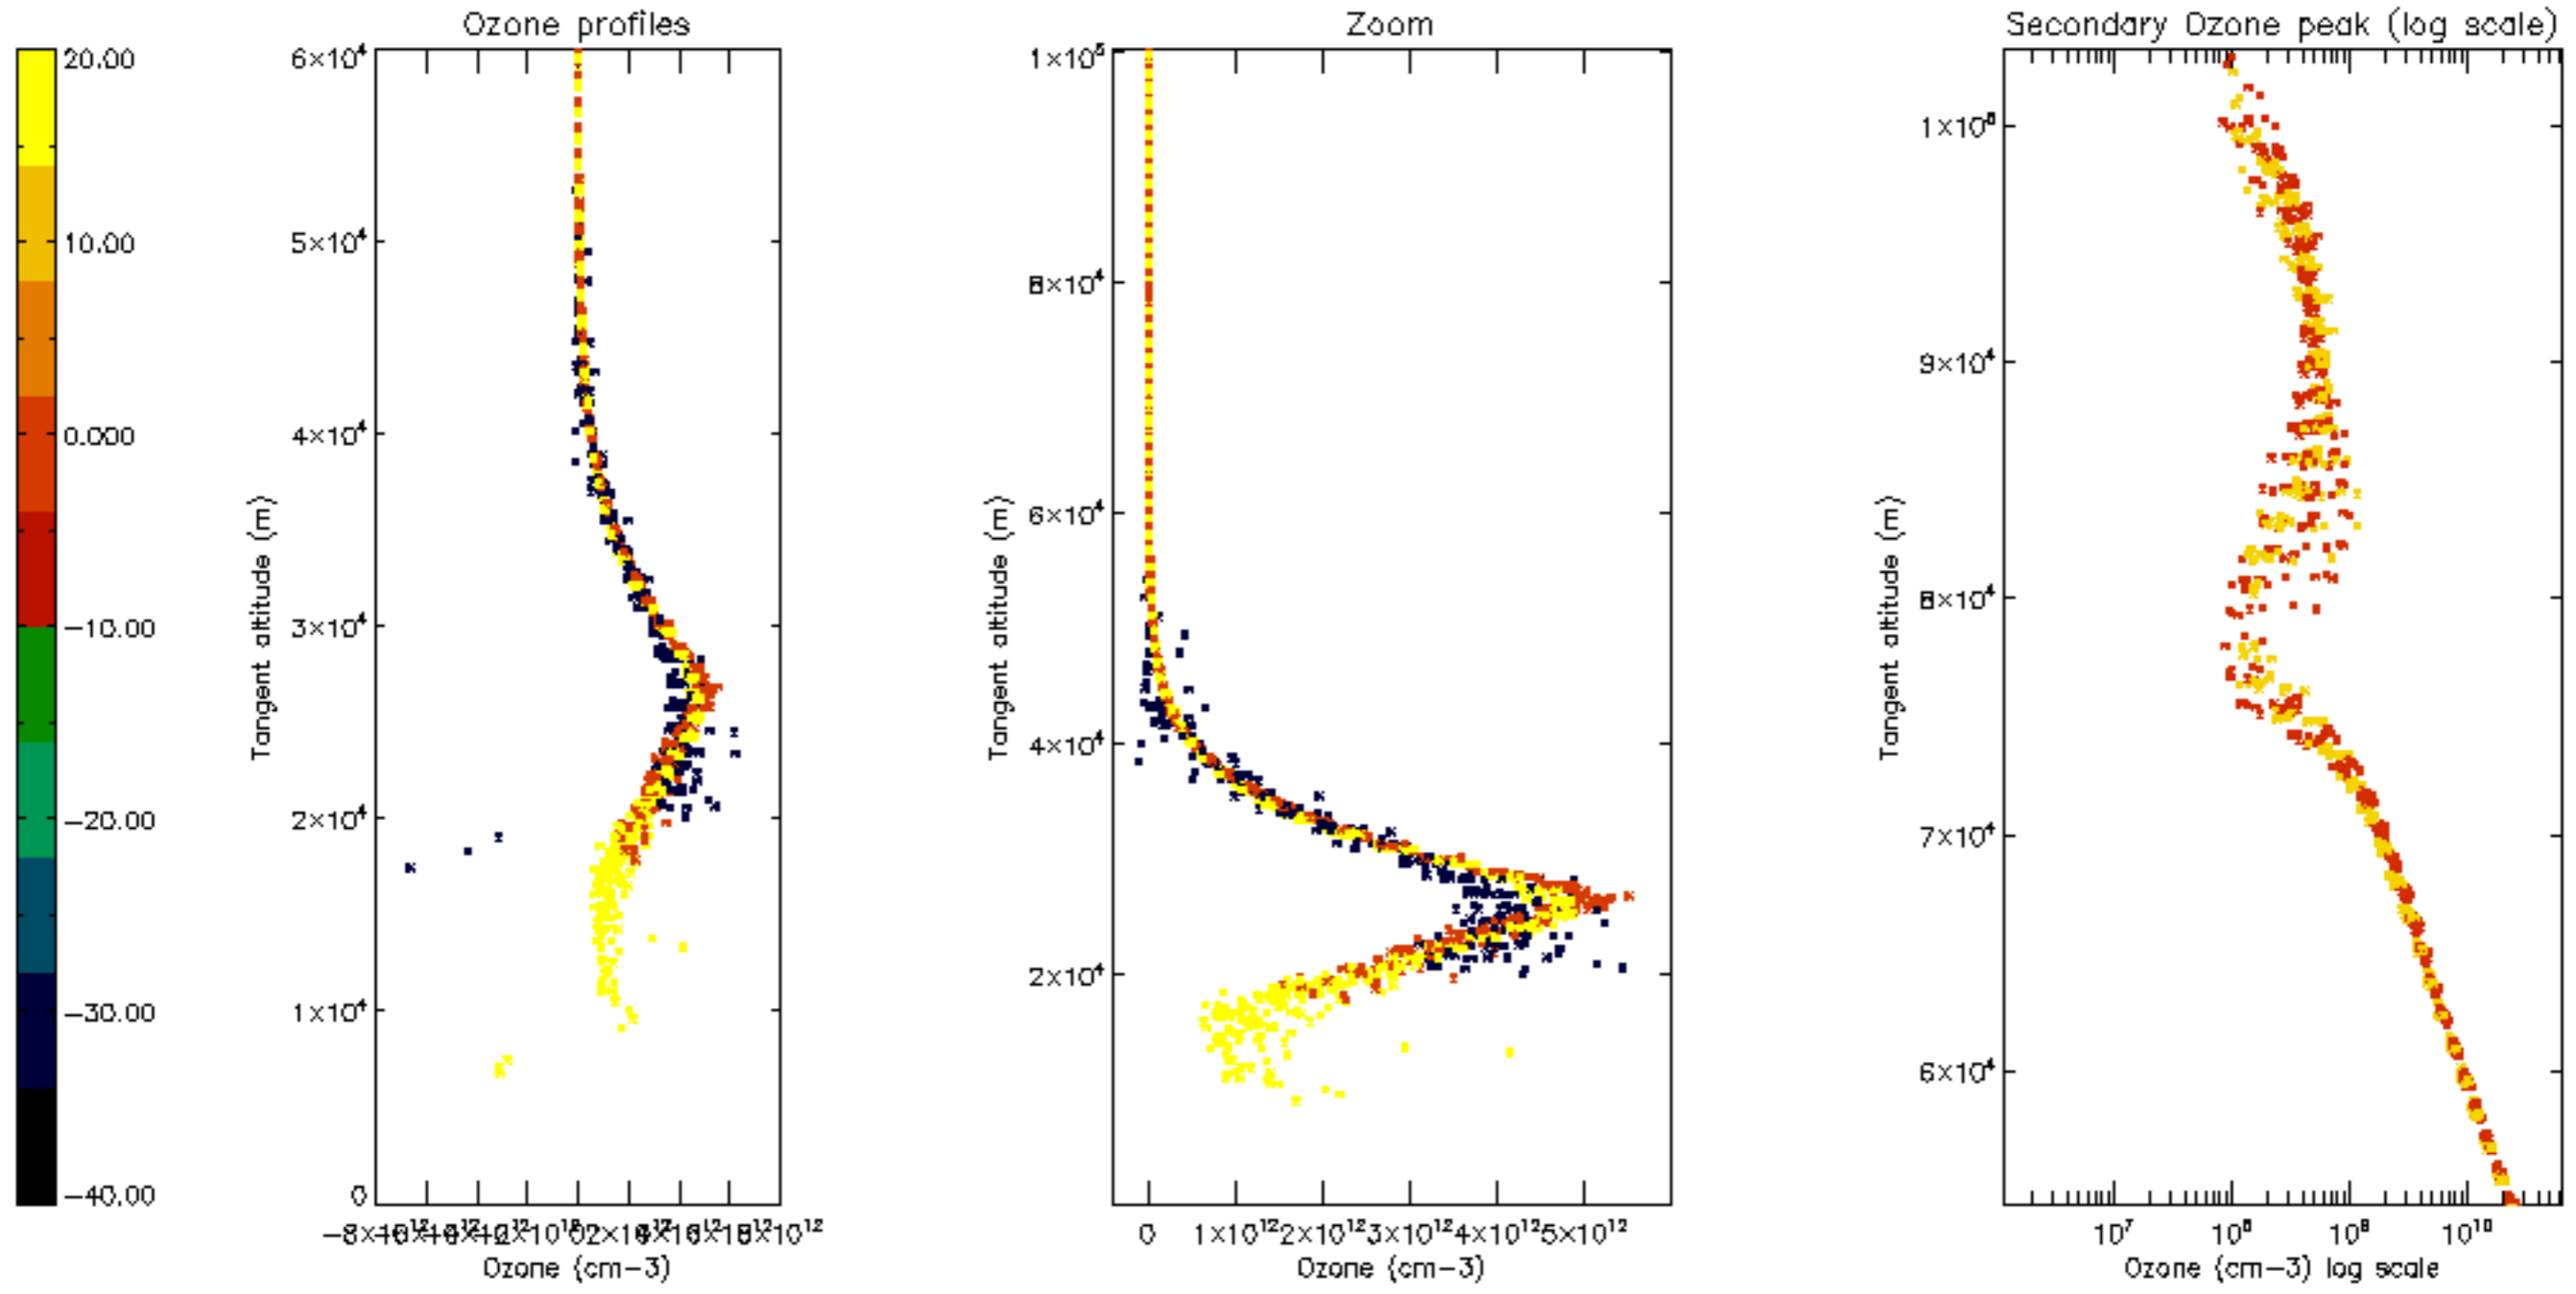 Ozone profiles
Zoom
Secondary Ozone peak (log scale)
20.00
10.00
0.000
−10.00
−20.00
−30.00
−40.00
6×10⁴
5×10⁴
4×10⁴
3×10⁴
2×10⁴
1×10⁴
0
Tangent altitude (m)
Ozone (cm−3)
1×10⁵
8×10⁴
6×10⁴
4×10⁴
2×10⁴
Tangent altitude (m)
0 1×10¹² 2×10¹² 3×10¹² 4×10¹² 5×10¹²
Ozone (cm−3)
1×10⁵
9×10⁴
8×10⁴
7×10⁴
6×10⁴
Tangent altitude (m)
10⁷ 10⁸ 10⁹ 10¹⁰
Ozone (cm−3) log scale